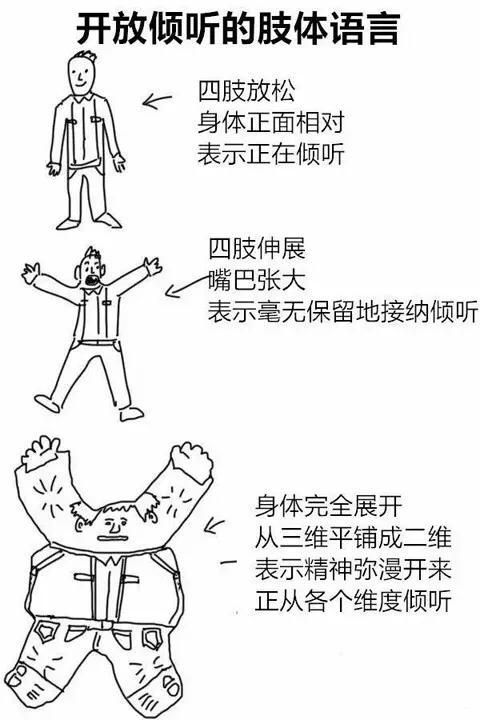 开放倾听的肢体语言
四肢放松
身体正面相对
表示正在倾听
四肢伸展
嘴巴张大
表示毫无保留地接纳倾听
身体完全展开
从三维平铺成二维
表示精神弥漫开来
正从各个维度倾听